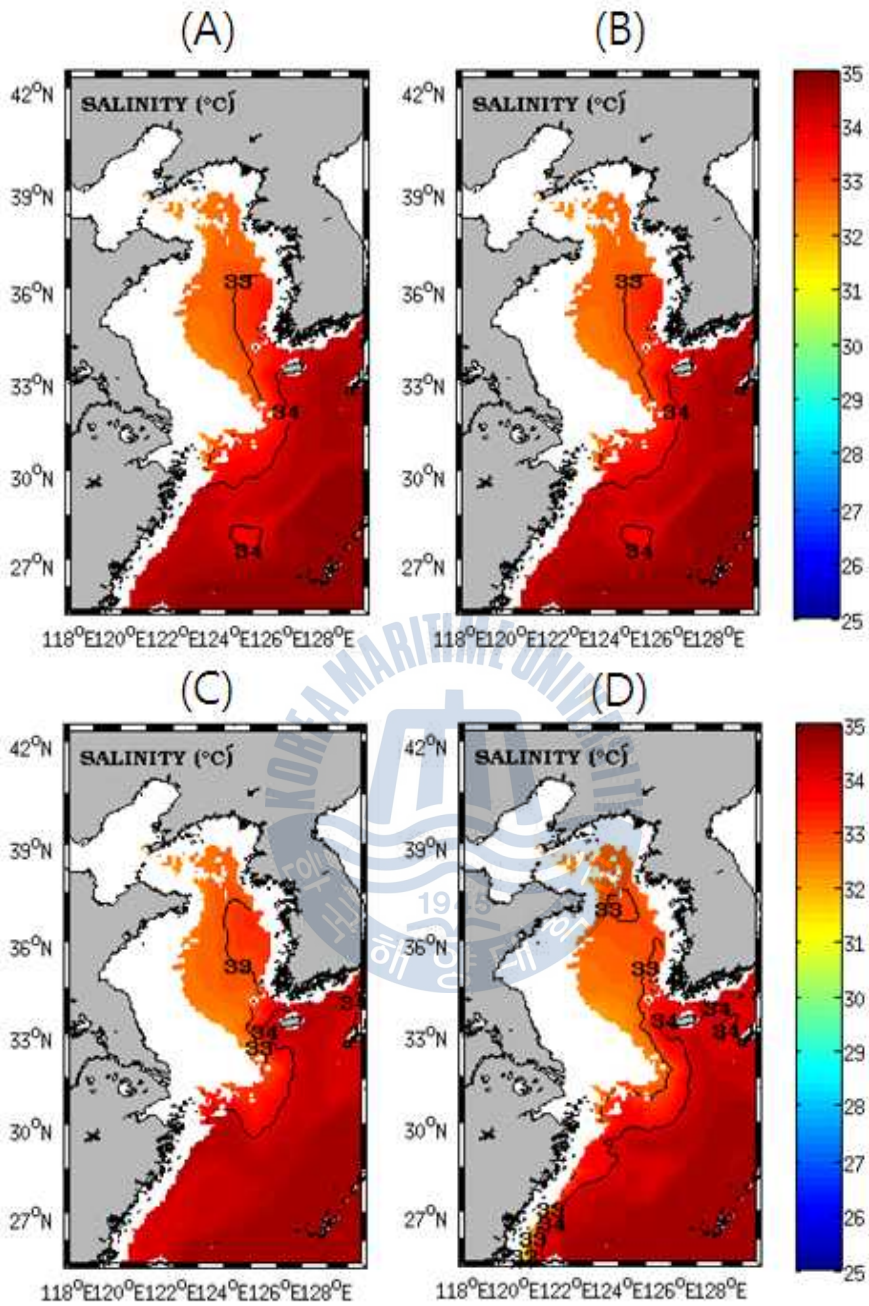 (A) (B)
SALINITY (°C) SALINITY (°C)
42°N 42°N
39°N 39°N
36°N 36°N
33°N 33°N
30°N 30°N
27°N 27°N
33 33
34 34
34 34
35
34
33
32
31
30
29
28
27
26
25
118°E120°E122°E124°E126°E128°E 118°E120°E122°E124°E126°E128°E
KOREA MARITIME UNIVERSITY
1945
(C) (D)
SALINITY (°C) SALINITY (°C)
42°N 42°N
39°N 39°N
36°N 36°N
33°N 33°N
30°N 30°N
27°N 27°N
33 33
33
34 34
33 34
34
35
34
33
32
31
30
29
28
27
26
25
118°E120°E122°E124°E126°E128°E 118°E120°E122°E124°E126°E128°E